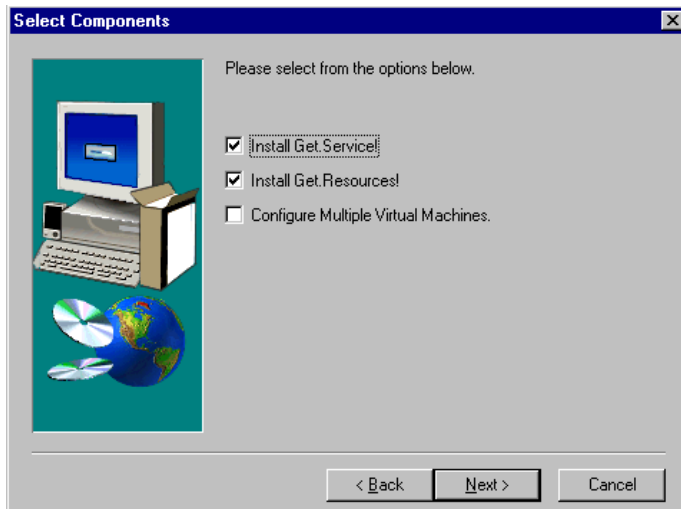 Select Components
Please select from the options below.
Install Get.Service!
Install Get.Resources!
Configure Multiple Virtual Machines.
< Back
Next >
Cancel